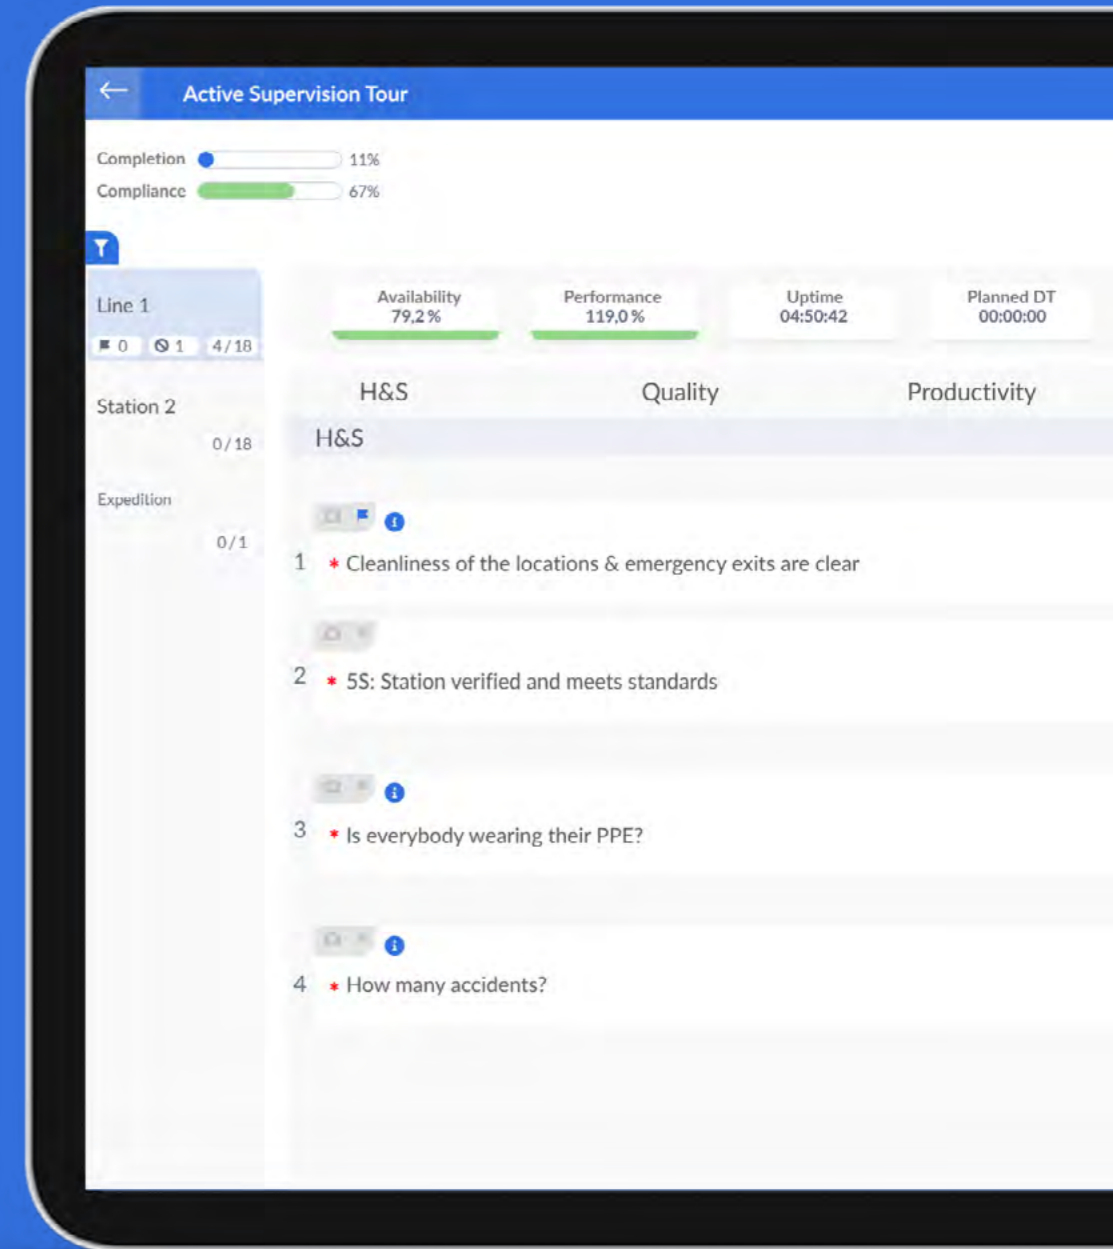 Active Supervision Tour
Completion 11%
Compliance 67%
Line 1
0 1 4/18
Station 2
0/18
Expedition
0/1
Availability
79,2 %
Performance
119,0 %
Uptime
04:50:42
Planned DT
00:00:00
H&S Quality Productivity
H&S
1 * Cleanliness of the locations & emergency exits are clear
2 * 5S: Station verified and meets standards
3 * Is everybody wearing their PPE?
4 * How many accidents?